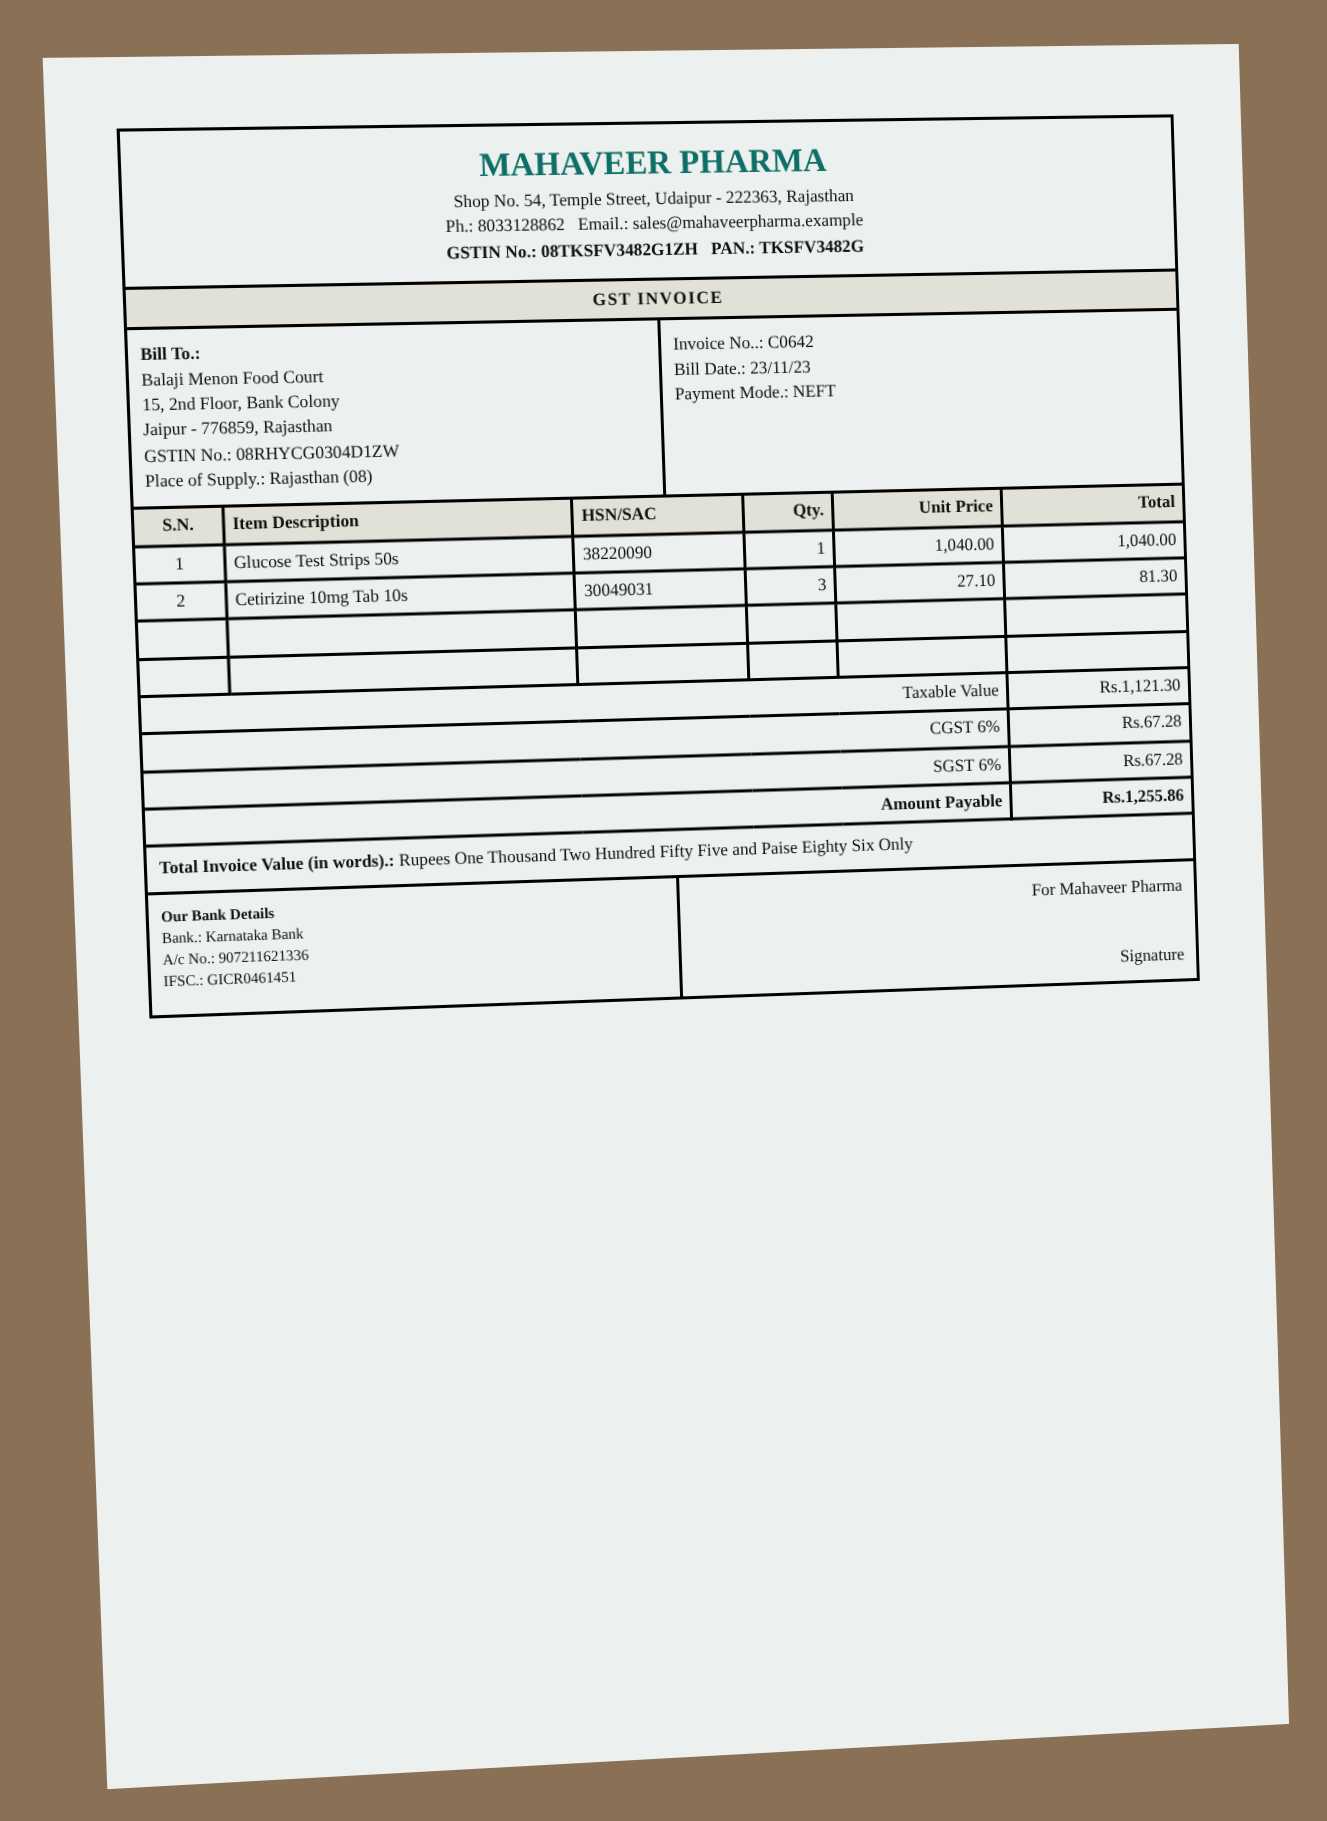 MAHAVEER PHARMA
Shop No. 54, Temple Street, Udaipur - 222363, Rajasthan
Ph.: 8033128862 Email.: sales@mahaveerpharma.example
GSTIN No.: 08TKSFV3482G1ZH PAN.: TKSFV3482G
GST INVOICE
Bill To.:
Balaji Menon Food Court
15, 2nd Floor, Bank Colony
Jaipur - 776859, Rajasthan
GSTIN No.: 08RHYCG0304D1ZW
Place of Supply.: Rajasthan (08)
Invoice No..: C0642
Bill Date.: 23/11/23
Payment Mode.: NEFT
S.N. Item Description HSN/SAC Qty. Unit Price Total
1 Glucose Test Strips 50s 38220090 1 1,040.00 1,040.00
2 Cetirizine 10mg Tab 10s 30049031 3 27.10 81.30
Taxable Value Rs.1,121.30
CGST 6% Rs.67.28
SGST 6% Rs.67.28
Amount Payable Rs.1,255.86
Total Invoice Value (in words).: Rupees One Thousand Two Hundred Fifty Five and Paise Eighty Six Only
Our Bank Details
Bank.: Karnataka Bank
A/c No.: 907211621336
IFSC.: GICR0461451
For Mahaveer Pharma
Signature